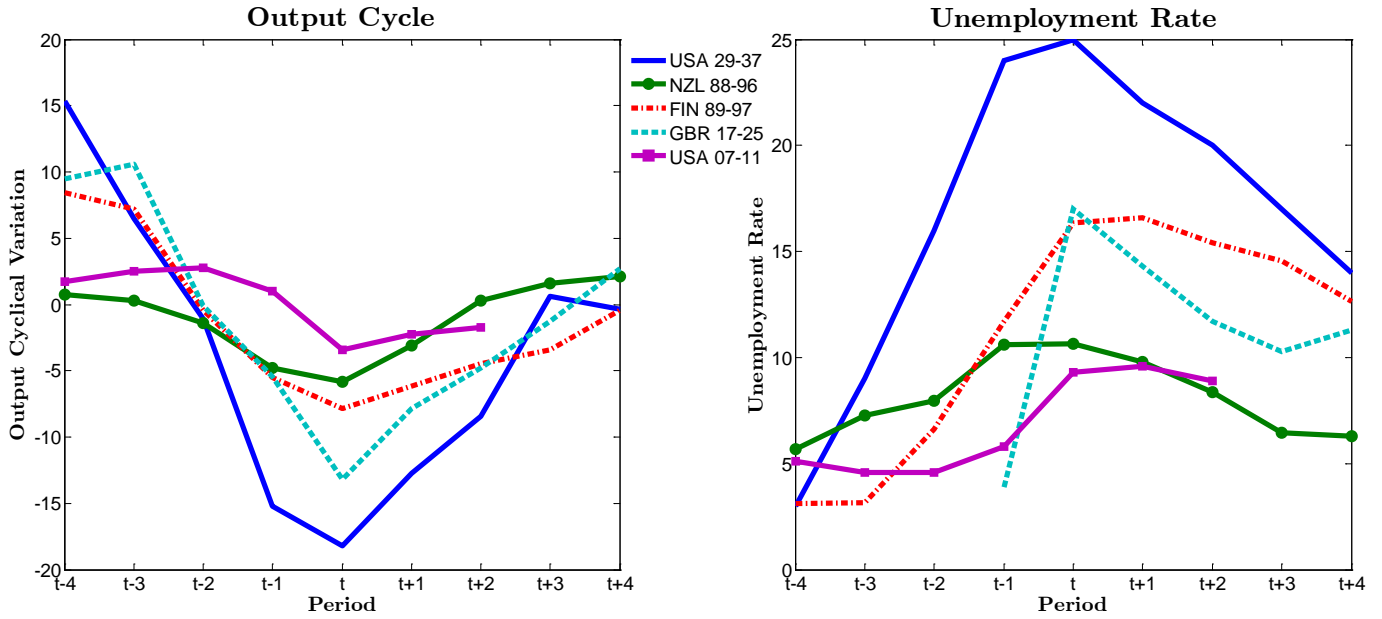 Output Cycle
Output Cyclical Variation
20
15
10
5
0
-5
-10
-15
-20
t-4 t-3 t-2 t-1 t t+1 t+2 t+3 t+4
Period
USA 29-37
NZL 88-96
FIN 89-97
GBR 17-25
USA 07-11
Unemployment Rate
Unemployment Rate
25
20
15
10
5
0
t-4 t-3 t-2 t-1 t t+1 t+2 t+3 t+4
Period